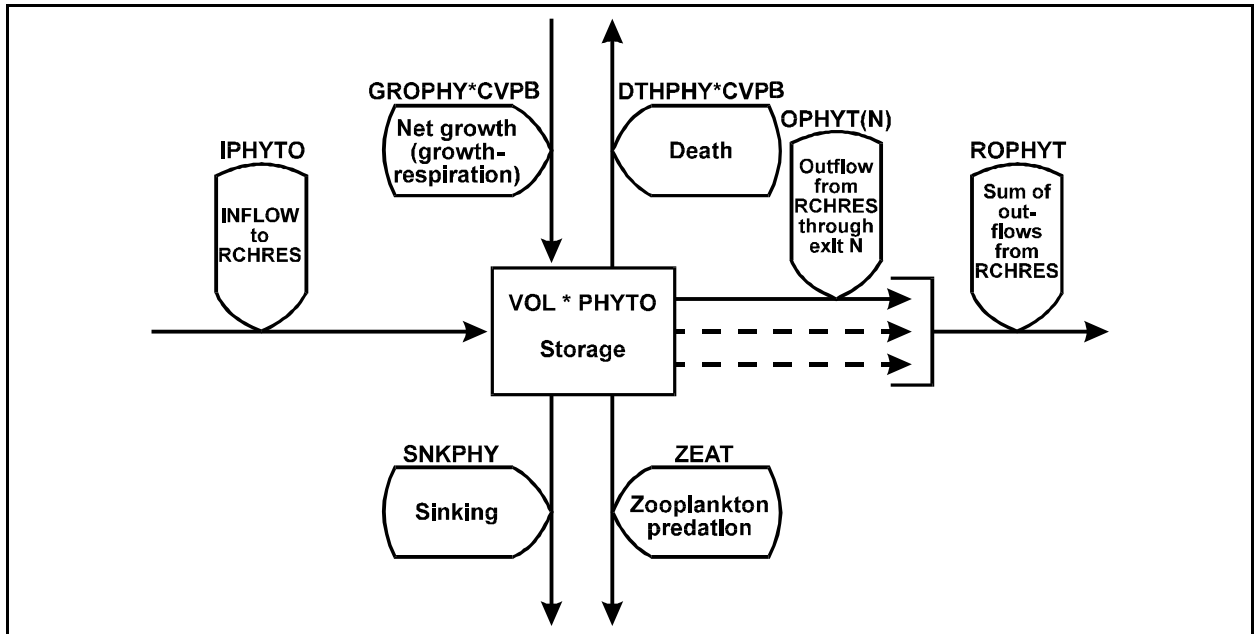 GROPHY*CVPB
Net growth
(growth-
respiration)
DTHPHY*CVPB
Death
OPHYT(N)
Outflow
from
RCHRES
through
exit N
IPHYTO
INFLOW
to
RCHRES
ROPHYT
Sum of
out-
flows
from
RCHRES
VOL * PHYTO
Storage
SNKPHY
Sinking
ZEAT
Zooplankton
predation